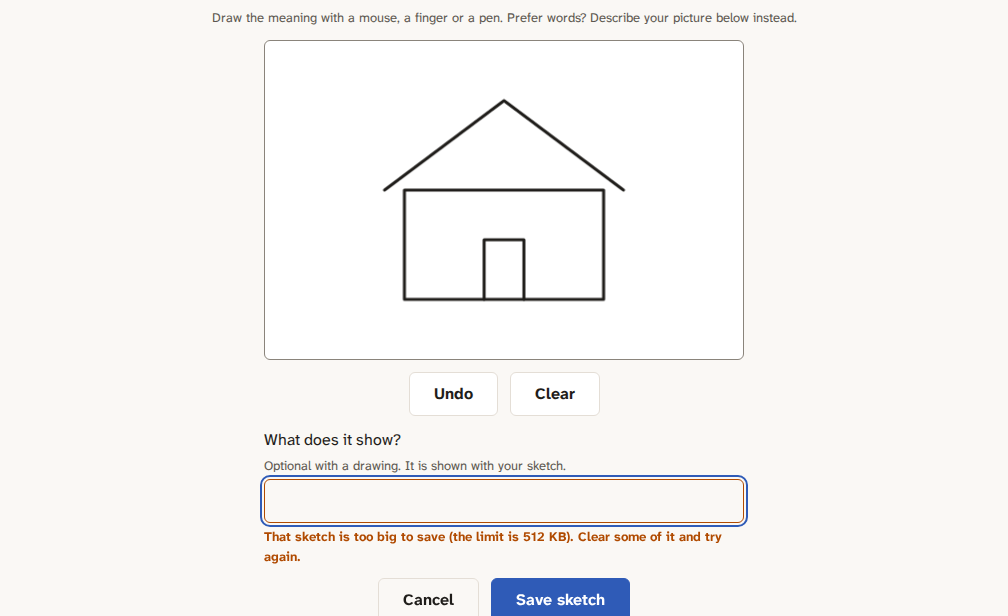 Draw the meaning with a mouse, a finger or a pen. Prefer words? Describe your picture below instead.
Undo
Clear
What does it show?
Optional with a drawing. It is shown with your sketch.
That sketch is too big to save (the limit is 512 KB). Clear some of it and try
again.
Cancel
Save sketch